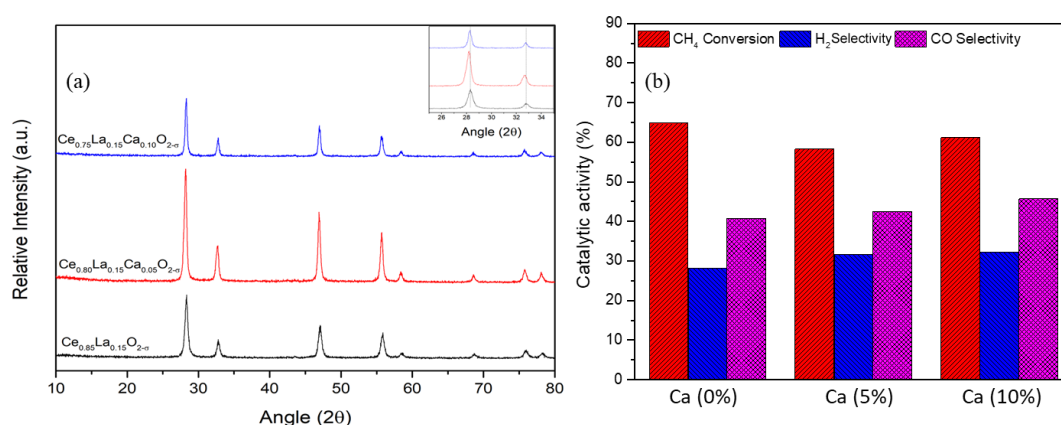 (a)
Relative Intensity (a.u.)
Ce0.75La0.15Ca0.10O2-σ
Ce0.80La0.15Ca0.05O2-σ
Ce0.85La0.15O2-σ
10 20 30 40 50 60 70 80
Angle (2θ)
26 28 30 32 34
Angle (2θ)
(b)
CH4 Conversion H2Selectivity CO Selectivity
Catalytic activity (%)
90
80
70
60
50
40
30
20
10
0
Ca (0%) Ca (5%) Ca (10%)